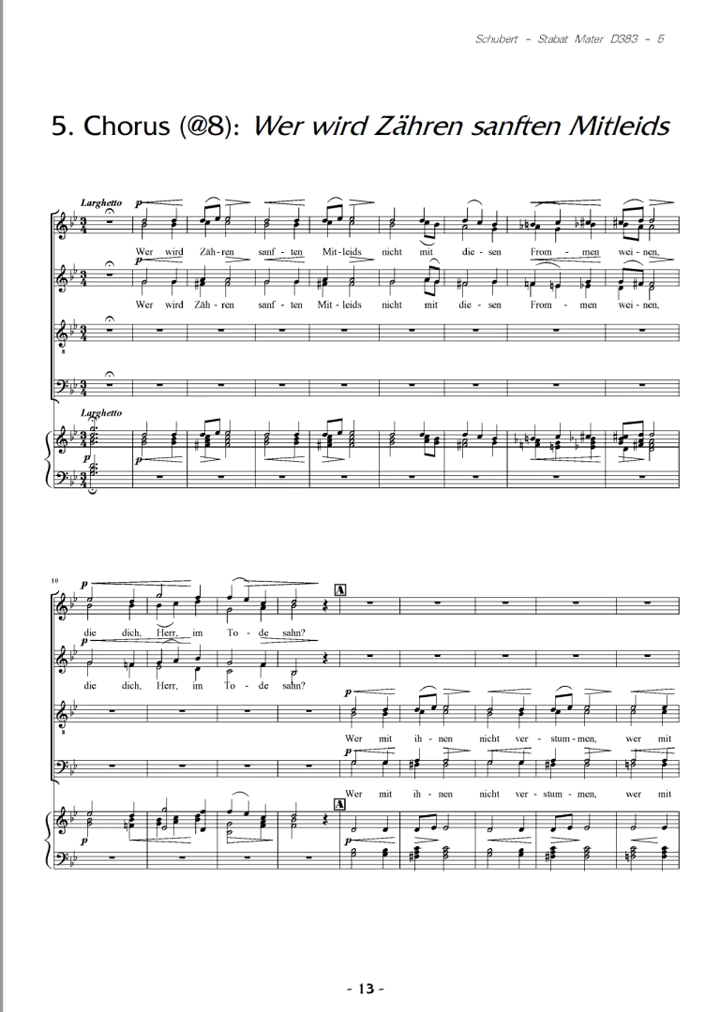 Schubert - Stabat Mater D383 - 5
5. Chorus (@8): Wer wird Zähren sanften Mitleids
Larghetto
p
Wer wird Zäh-ren sanf-ten Mit-leids nicht mit die-sen From-men wei-nen,
p
Wer wird Zäh-ren sanf-ten Mit-leids nicht mit die-sen From-men wei-nen,
8
Larghetto
p
p
10
p
A
die dich, Herr, im To-de sahn?
p
die dich, Herr, im To-de sahn?
p
8
Wer mit ih-nen nicht ver-stum-men, wer mit
p
Wer mit ih-nen nicht ver-stum-men, wer mit
A
p
p
- 13 -